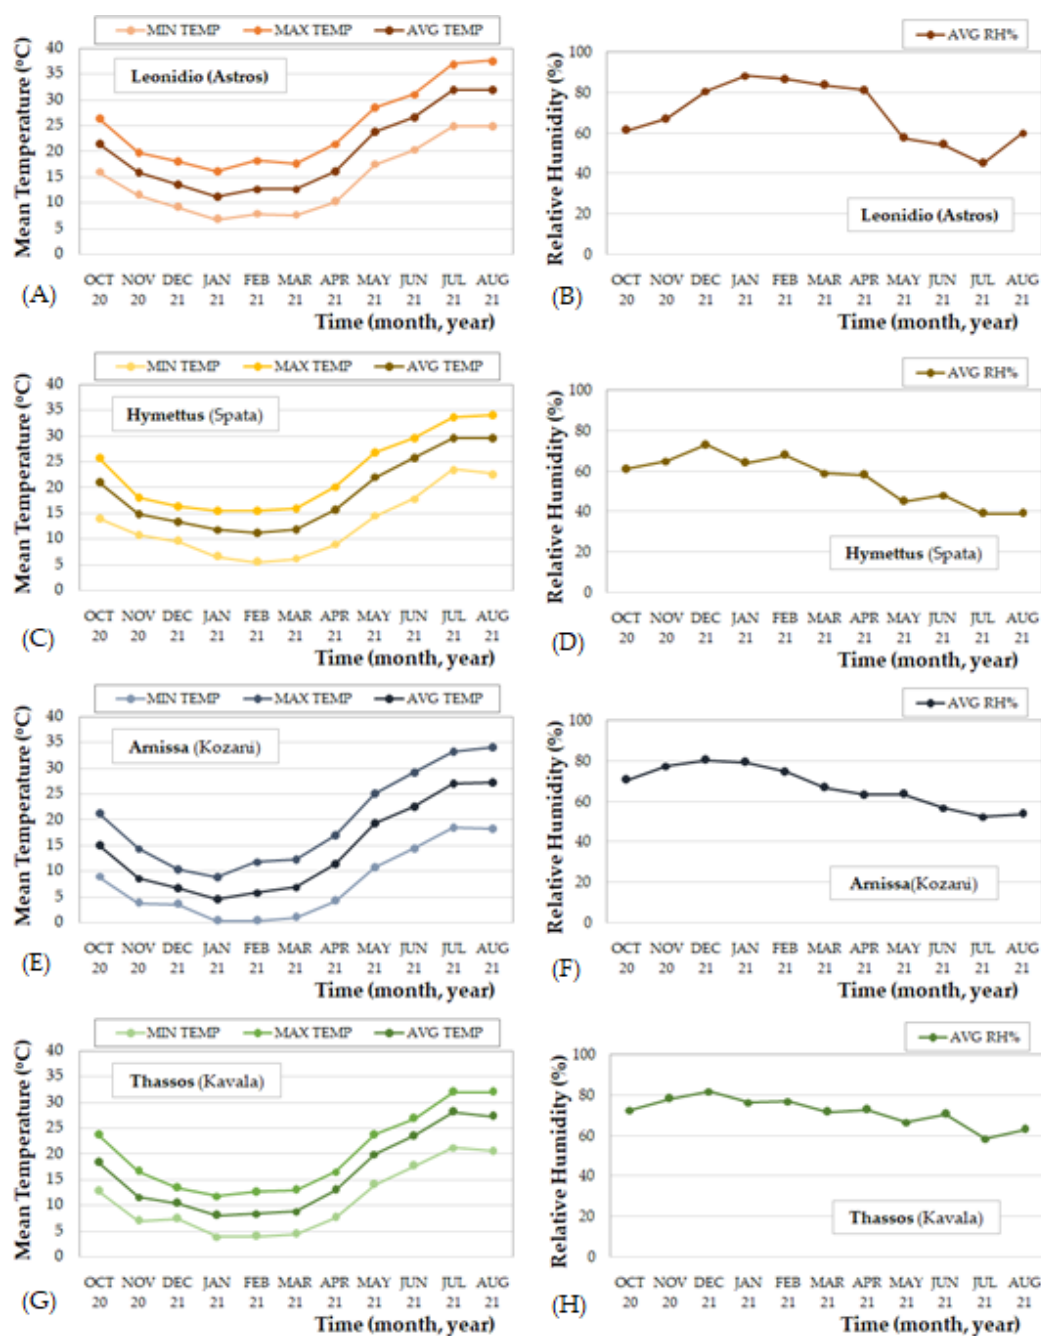 MIN TEMP MAX TEMP AVG TEMP
Mean Temperature (°C)
40
35
30
25
20
15
10
5
0
Leonidio (Astros)
OCT NOV DEC JAN FEB MAR APR MAY JUN JUL AUG
20 20 21 21 21 21 21 21 21 21 21
(A)
Time (month, year)
AVG RH%
Relative Humidity (%)
100
80
60
40
20
0
Leonidio (Astros)
OCT NOV DEC JAN FEB MAR APR MAY JUN JUL AUG
20 20 21 21 21 21 21 21 21 21 21
(B)
Time (month, year)
MIN TEMP MAX TEMP AVG TEMP
Mean Temperature (°C)
40
35
30
25
20
15
10
5
0
Hymettus (Spata)
OCT NOV DEC JAN FEB MAR APR MAY JUN JUL AUG
20 20 21 21 21 21 21 21 21 21 21
(C)
Time (month, year)
AVG RH%
Relative Humidity (%)
100
80
60
40
20
0
Hymettus (Spata)
OCT NOV DEC JAN FEB MAR APR MAY JUN JUL AUG
20 20 21 21 21 21 21 21 21 21 21
(D)
Time (month, year)
MIN TEMP MAX TEMP AVG TEMP
Mean Temperature (°C)
40
35
30
25
20
15
10
5
0
Arnissa (Kozani)
OCT NOV DEC JAN FEB MAR APR MAY JUN JUL AUG
20 20 21 21 21 21 21 21 21 21 21
(E)
Time (month, year)
AVG RH%
Relative Humidity (%)
100
80
60
40
20
0
Arnissa(Kozani)
OCT NOV DEC JAN FEB MAR APR MAY JUN JUL AUG
20 20 21 21 21 21 21 21 21 21 21
(F)
Time (month, year)
MIN TEMP MAX TEMP AVG TEMP
Mean Temperature (°C)
40
35
30
25
20
15
10
5
0
Thassos (Kavala)
OCT NOV DEC JAN FEB MAR APR MAY JUN JUL AUG
20 20 21 21 21 21 21 21 21 21 21
(G)
Time (month, year)
AVG RH%
Relative Humidity (%)
100
80
60
40
20
0
Thassos (Kavala)
OCT NOV DEC JAN FEB MAR APR MAY JUN JUL AUG
20 20 21 21 21 21 21 21 21 21 21
(H)
Time (month, year)